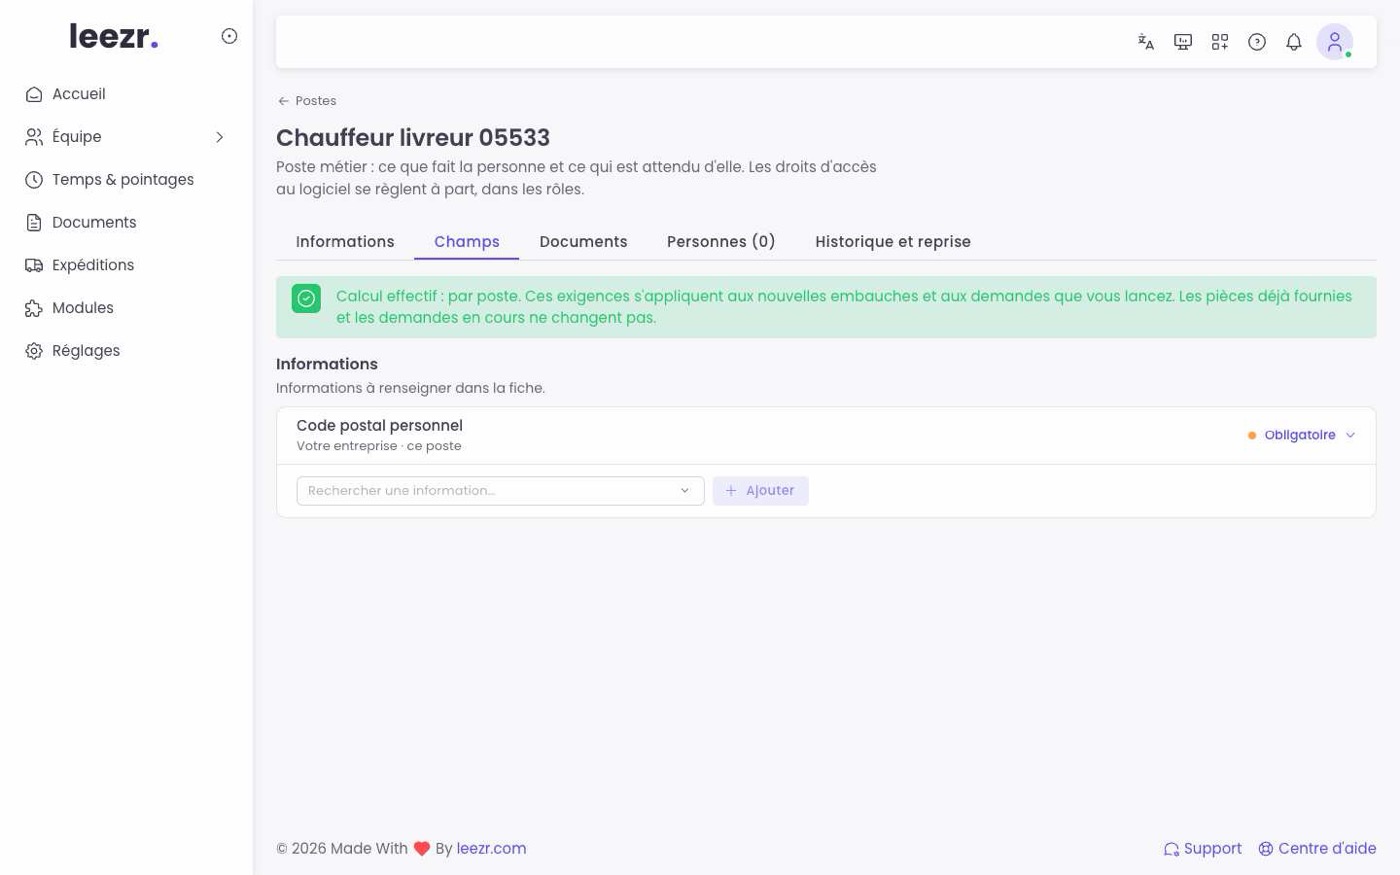 leezr.
Accueil
Équipe
Temps & pointages
Documents
Expéditions
Modules
Réglages
Postes
Chauffeur livreur 05533
Poste métier : ce que fait la personne et ce qui est attendu d'elle. Les droits d'accès
au logiciel se règlent à part, dans les rôles.
Informations Champs Documents Personnes (0) Historique et reprise
Calcul effectif : par poste. Ces exigences s'appliquent aux nouvelles embauches et aux demandes que vous lancez. Les pièces déjà fournies
et les demandes en cours ne changent pas.
Informations
Informations à renseigner dans la fiche.
Code postal personnel
Votre entreprise · ce poste
Obligatoire
Rechercher une information...
Ajouter
© 2026 Made With ❤ By leezr.com
Support Centre d'aide